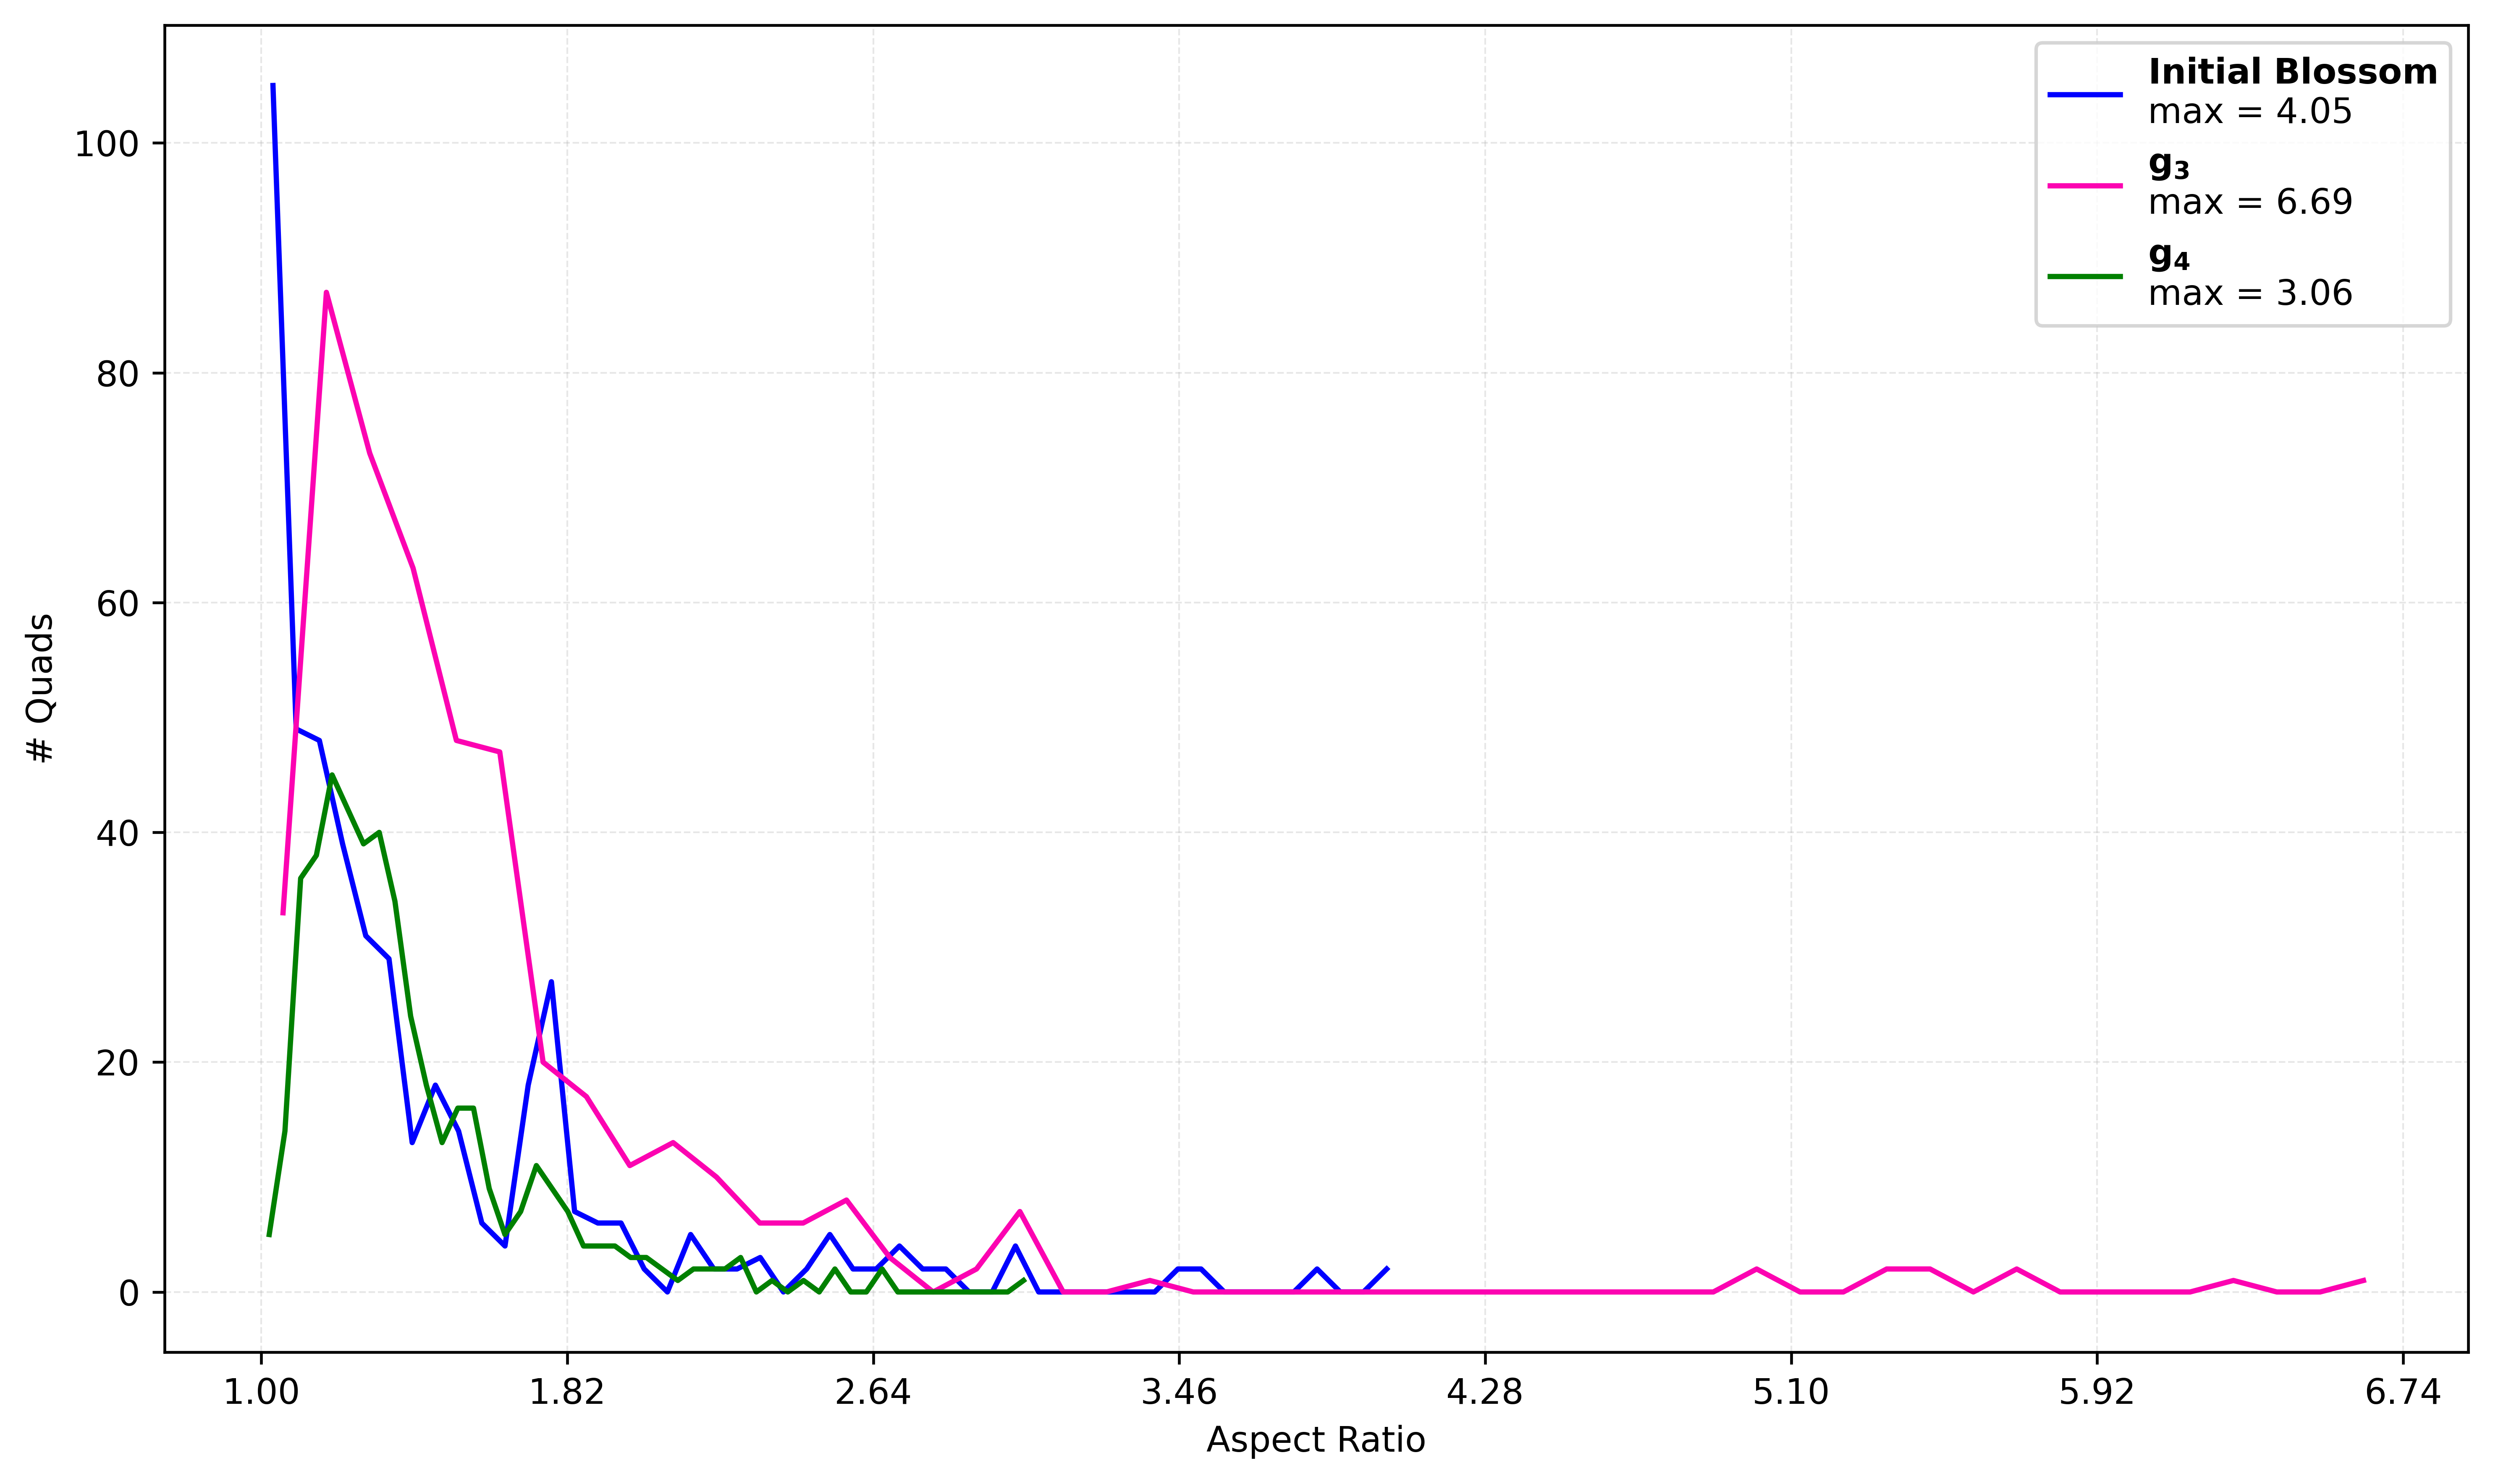 Initial Blossom
max = 4.05
g3
max = 6.69
g4
max = 3.06
100
80
60
40
20
0
# Quads
1.00 1.82 2.64 3.46 4.28 5.10 5.92 6.74
Aspect Ratio